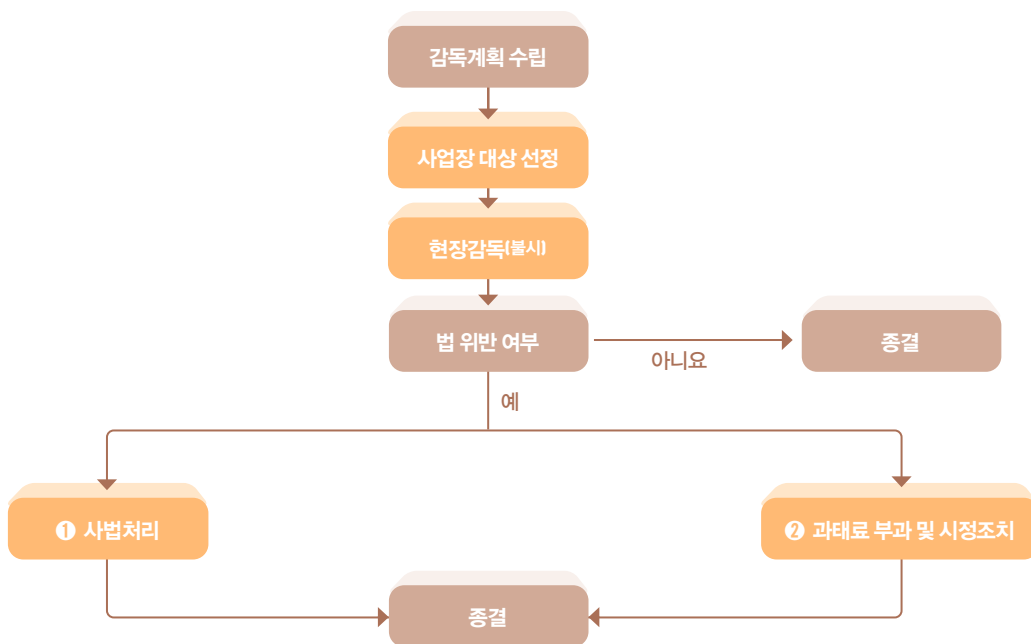 감독계획 수립
사업장 대상 선정
현장감독(불시)
법 위반 여부
종결
아니요
예
❶ 사법처리
❷ 과태료 부과 및 시정조치
종결